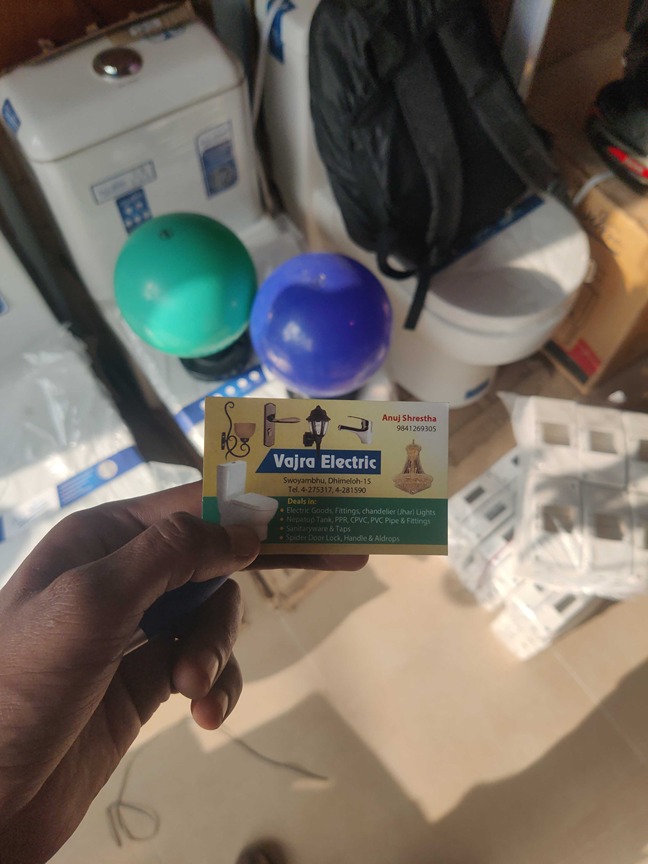 Anuj Shrestha
9841269305
Vajra Electric
Swoyambhu, Dhimeloh-15
Tel. 4-275317, 4-281590
Deals in:
Electric Goods, Fittings, chandelier (Jhar) Lights
Nepatop Tank, PPR, CPVC, PVC Pipe & Fittings
Sanitaryware & Taps
Spider Door Lock, Handle & Aldrops